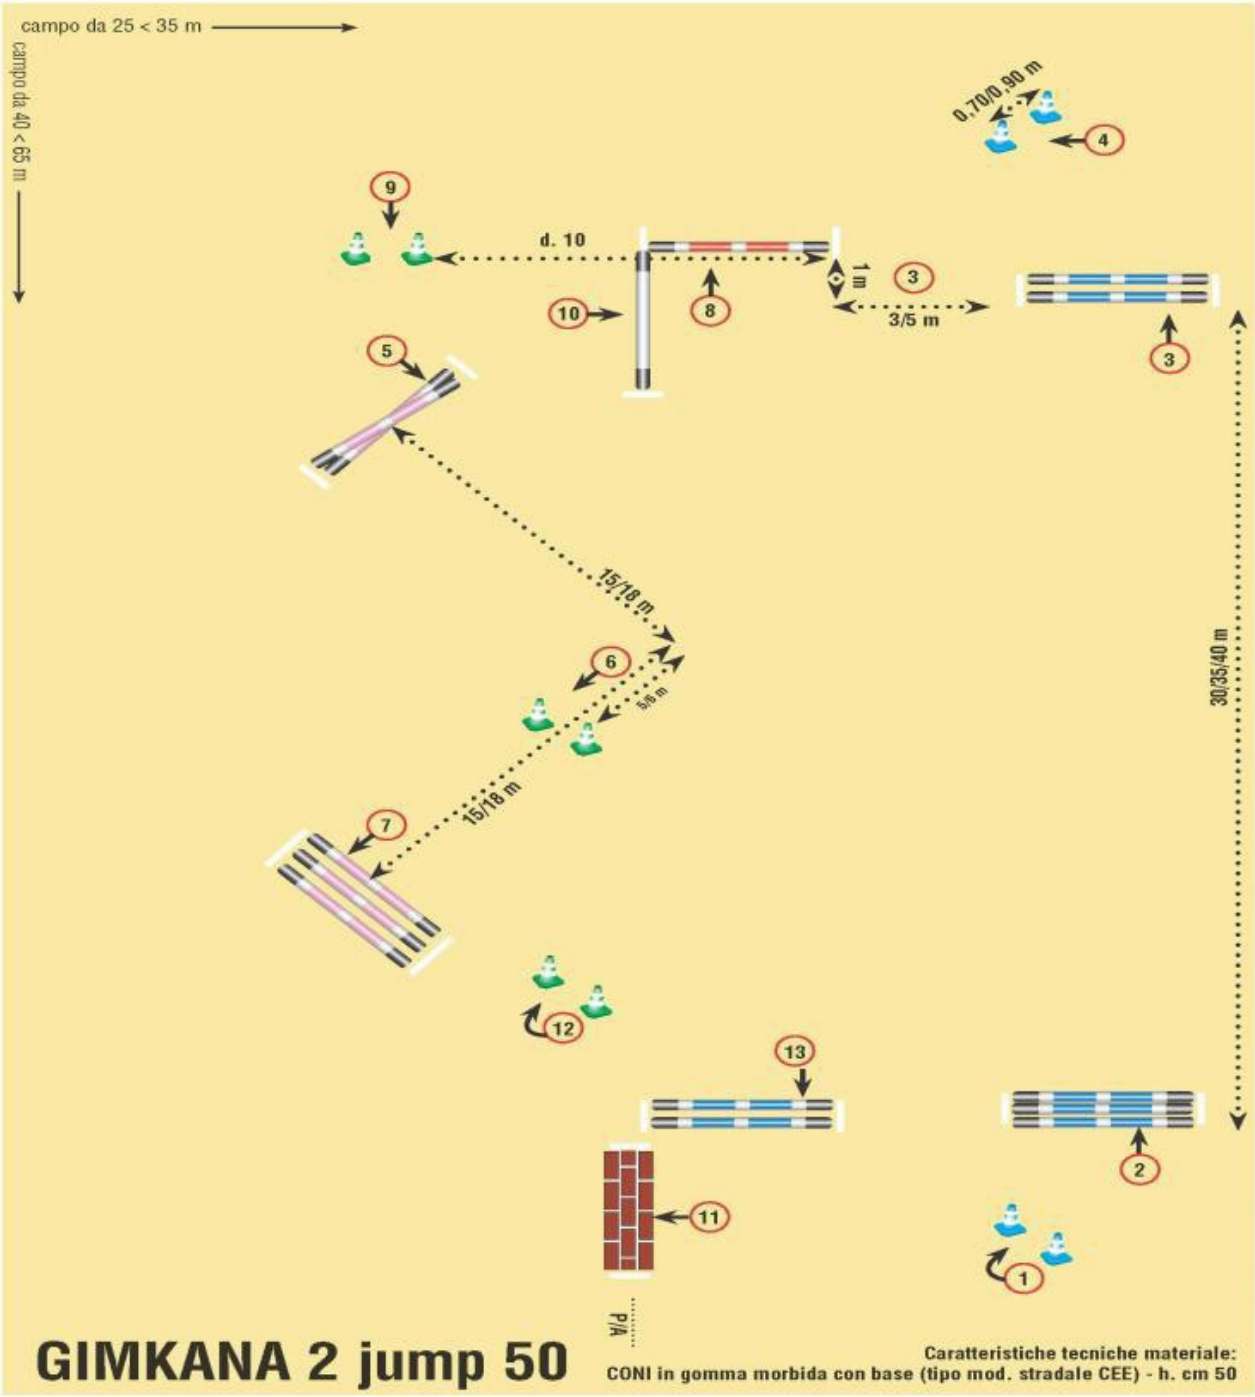 campo da 25 < 35 m
campo da 40 < 65 m
0,70/0,90 m
4
9
d. 10
1 m
3
3/5 m
10
8
3
5
15/18 m
30/35/40 m
6
5/6 m
15/18 m
7
12
13
2
11
1
P/A
GIMKANA 2 jump 50
Caratteristiche tecniche materiale:
CONI in gomma morbida con base (tipo mod. stradale CEE) - h. cm 50